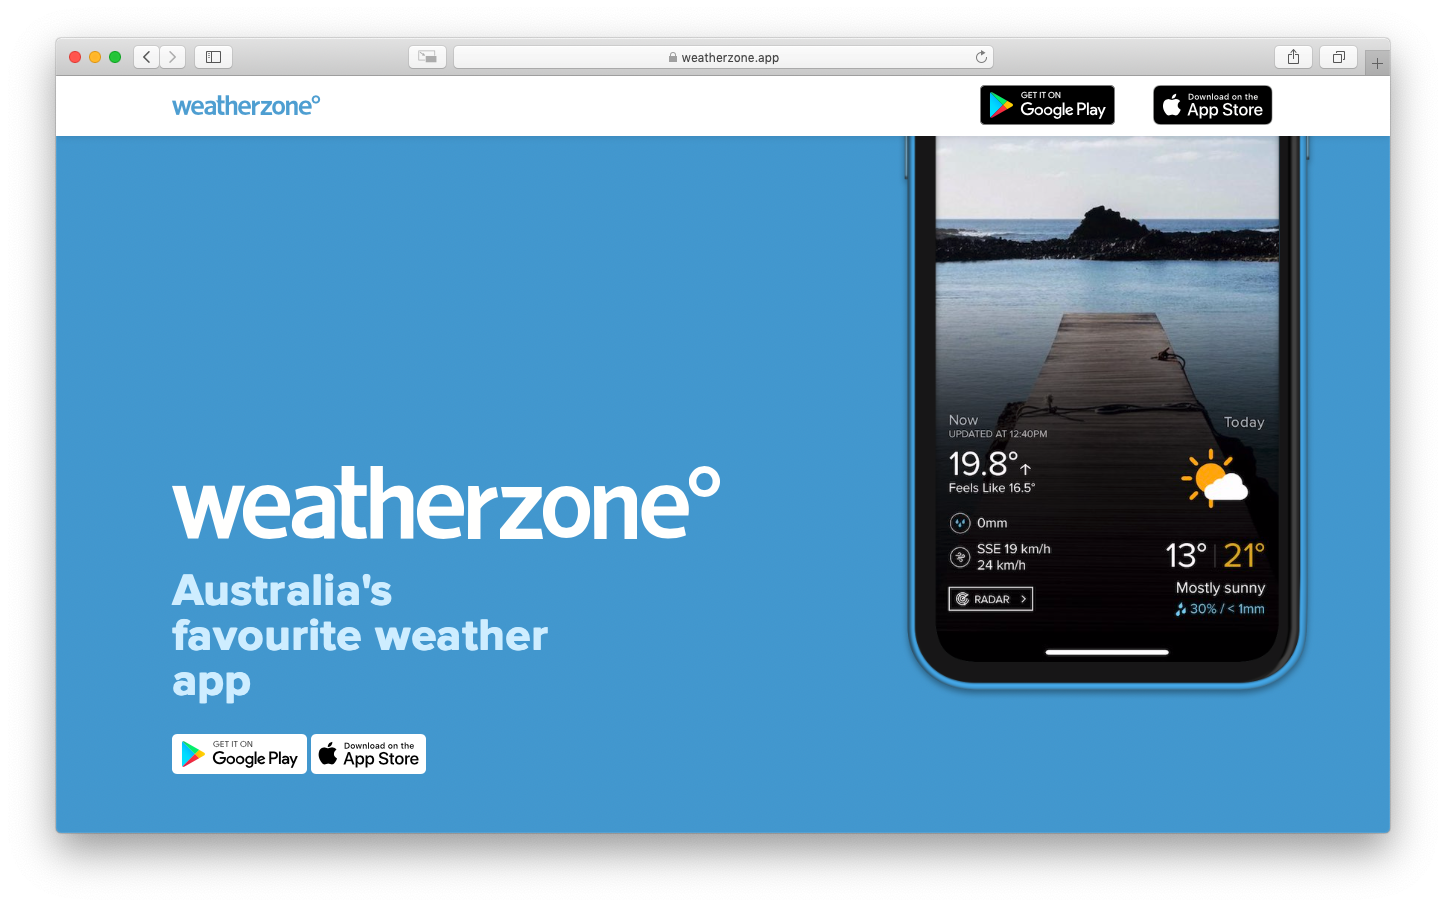 weatherzone.app
weatherzone°
GET IT ON
Google Play
Download on the
App Store
Now
UPDATED AT 12:40PM
Today
19.8°↑
Feels Like 16.5°
0mm
SSE 19 km/h
24 km/h
13° | 21°
Mostly sunny
RADAR >
30% / < 1mm
weatherzone°
Australia's
favourite weather
app
GET IT ON
Google Play
Download on the
App Store